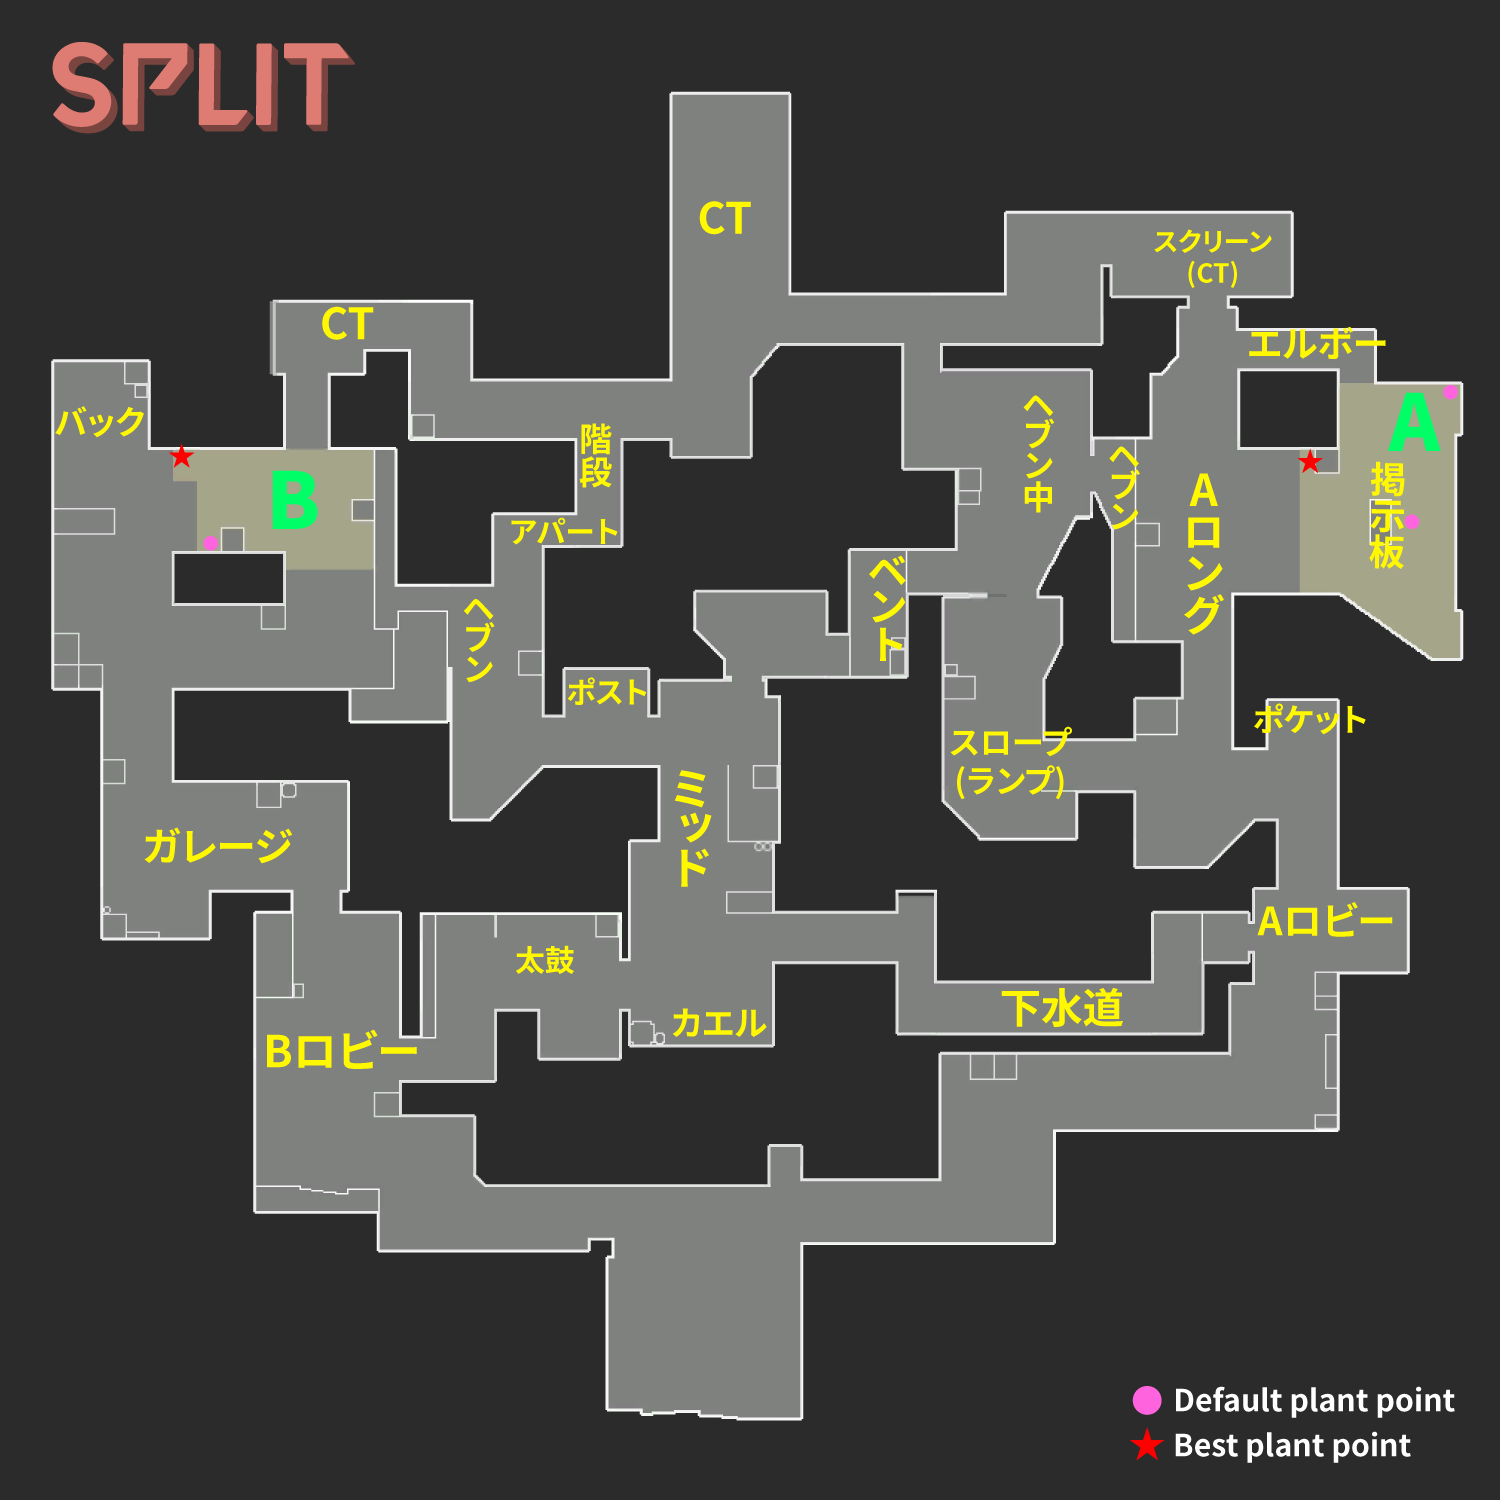 SPLIT
CT
スクリーン
(CT)
CT
エルボー
バック
A
ヘブン中
階段
ヘブン
掲示板
B
Aロング
アパート
ベント
ヘブン
ポスト
ポケット
スロープ
(ランプ)
ミッド
ガレージ
Aロビー
太鼓
下水道
カエル
Bロビー
Default plant point
Best plant point